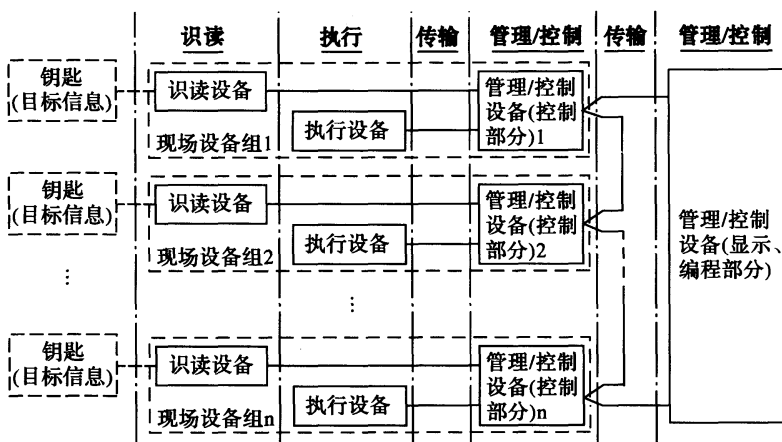 识读 执行 传输 管理/控制 传输 管理/控制
钥匙
(目标信息)
识读设备
执行设备
现场设备组1
管理/控制
设备(控制
部分)1
钥匙
(目标信息)
识读设备
执行设备
现场设备组2
管理/控制
设备(控制
部分)2
管理/控制
设备(显示、
编程部分)
⋮
⋮
钥匙
(目标信息)
识读设备
执行设备
现场设备组n
管理/控制
设备(控制
部分)n